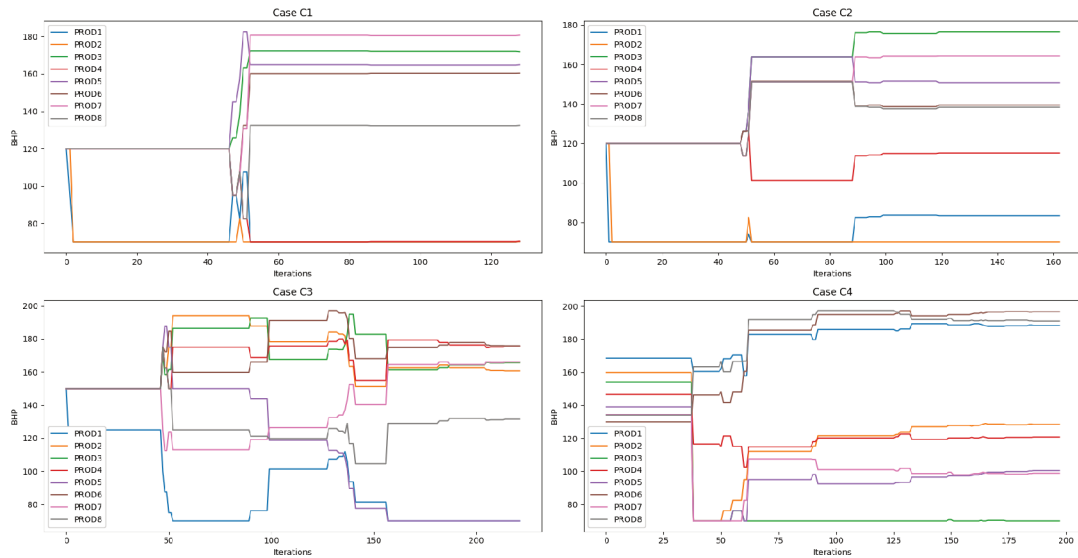 Case C1
180
160
140
120
100
80
BHP
PROD1
PROD2
PROD3
PROD4
PROD5
PROD6
PROD7
PROD8
0
20
40
60
80
100
120
Iterations
Case C2
180
160
140
120
100
80
BHP
PROD1
PROD2
PROD3
PROD4
PROD5
PROD6
PROD7
PROD8
0
20
40
60
80
100
120
140
160
Iterations
Case C3
200
180
160
140
120
100
80
BHP
PROD1
PROD2
PROD3
PROD4
PROD5
PROD6
PROD7
PROD8
0
50
100
150
200
Iterations
Case C4
200
180
160
140
120
100
80
BHP
PROD1
PROD2
PROD3
PROD4
PROD5
PROD6
PROD7
PROD8
0
25
50
75
100
125
150
175
200
Iterations